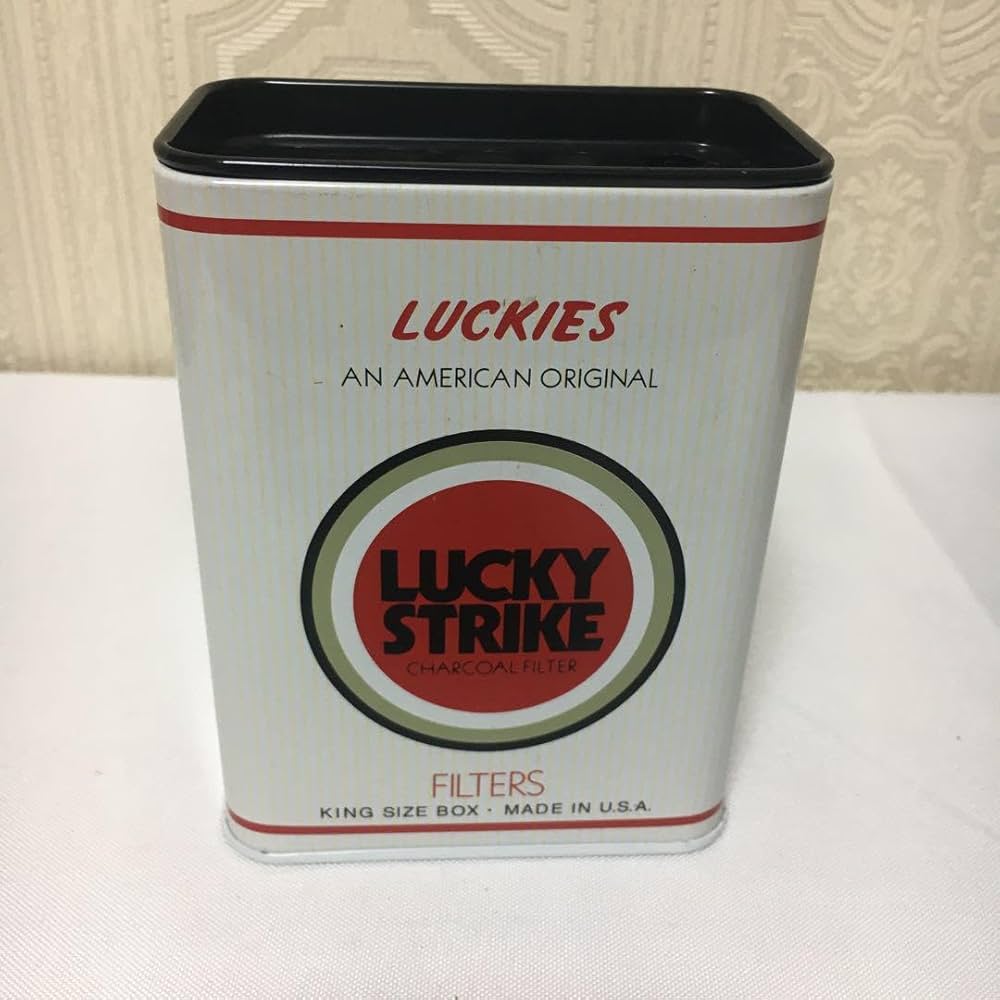 LUCKIES
AN AMERICAN ORIGINAL
LUCKY
STRIKE
CHARCOAL FILTER
FILTERS
KING SIZE BOX · MADE IN U.S.A.